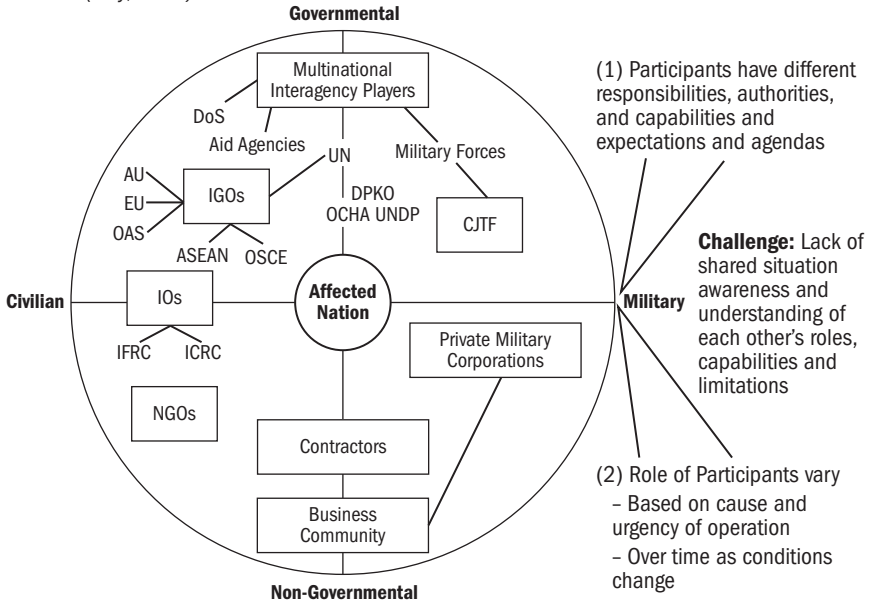 Governmental
Multinational
Interagency Players
DoS
Aid Agencies
UN
Military Forces
AU
EU
OAS
IGOs
DPKO
OCHA UNDP
CJTF
ASEAN
OSCE
Civilian
IOs
Affected
Nation
Military
IFRC
ICRC
Private Military
Corporations
NGOs
Contractors
Business
Community
Non-Governmental
(1) Participants have different
responsibilities, authorities,
and capabilities and
expectations and agendas
Challenge: Lack of
shared situation
awareness and
understanding of
each other's roles,
capabilities and
limitations
(2) Role of Participants vary
– Based on cause and
urgency of operation
– Over time as conditions
change